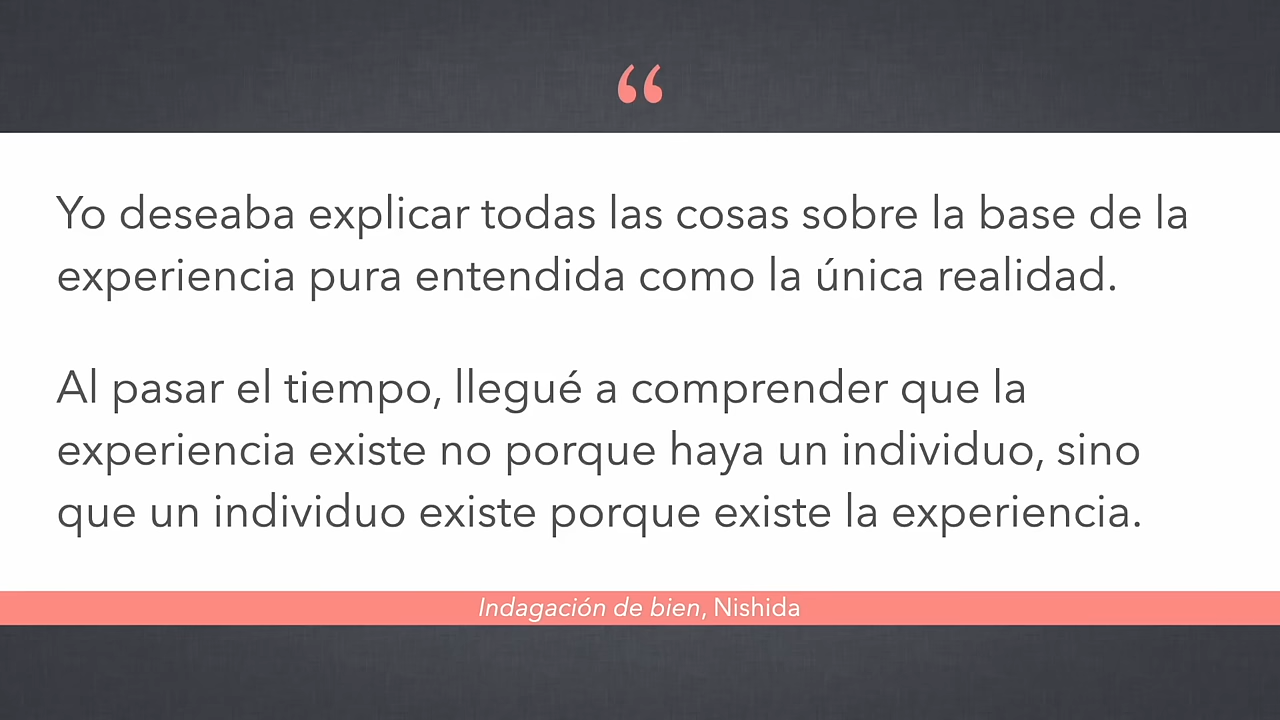 “
Yo deseaba explicar todas las cosas sobre la base de la
experiencia pura entendida como la única realidad.
Al pasar el tiempo, llegué a comprender que la
experiencia existe no porque haya un individuo, sino
que un individuo existe porque existe la experiencia.
Indagación de bien, Nishida